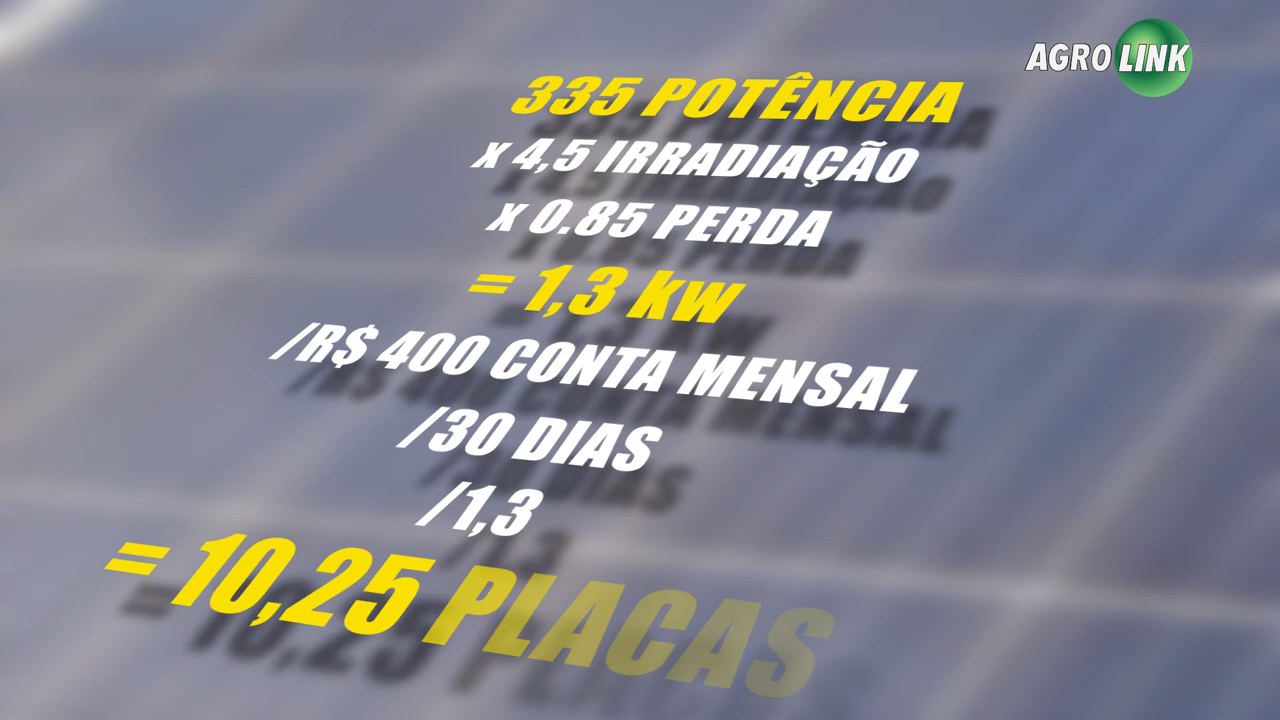 AGRO LINK
335 POTÊNCIA
x 4,5 IRRADIAÇÃO
x 0.85 PERDA
= 1,3 kw
/R$ 400 CONTA MENSAL
/30 DIAS
/1,3
= 10,25 PLACAS